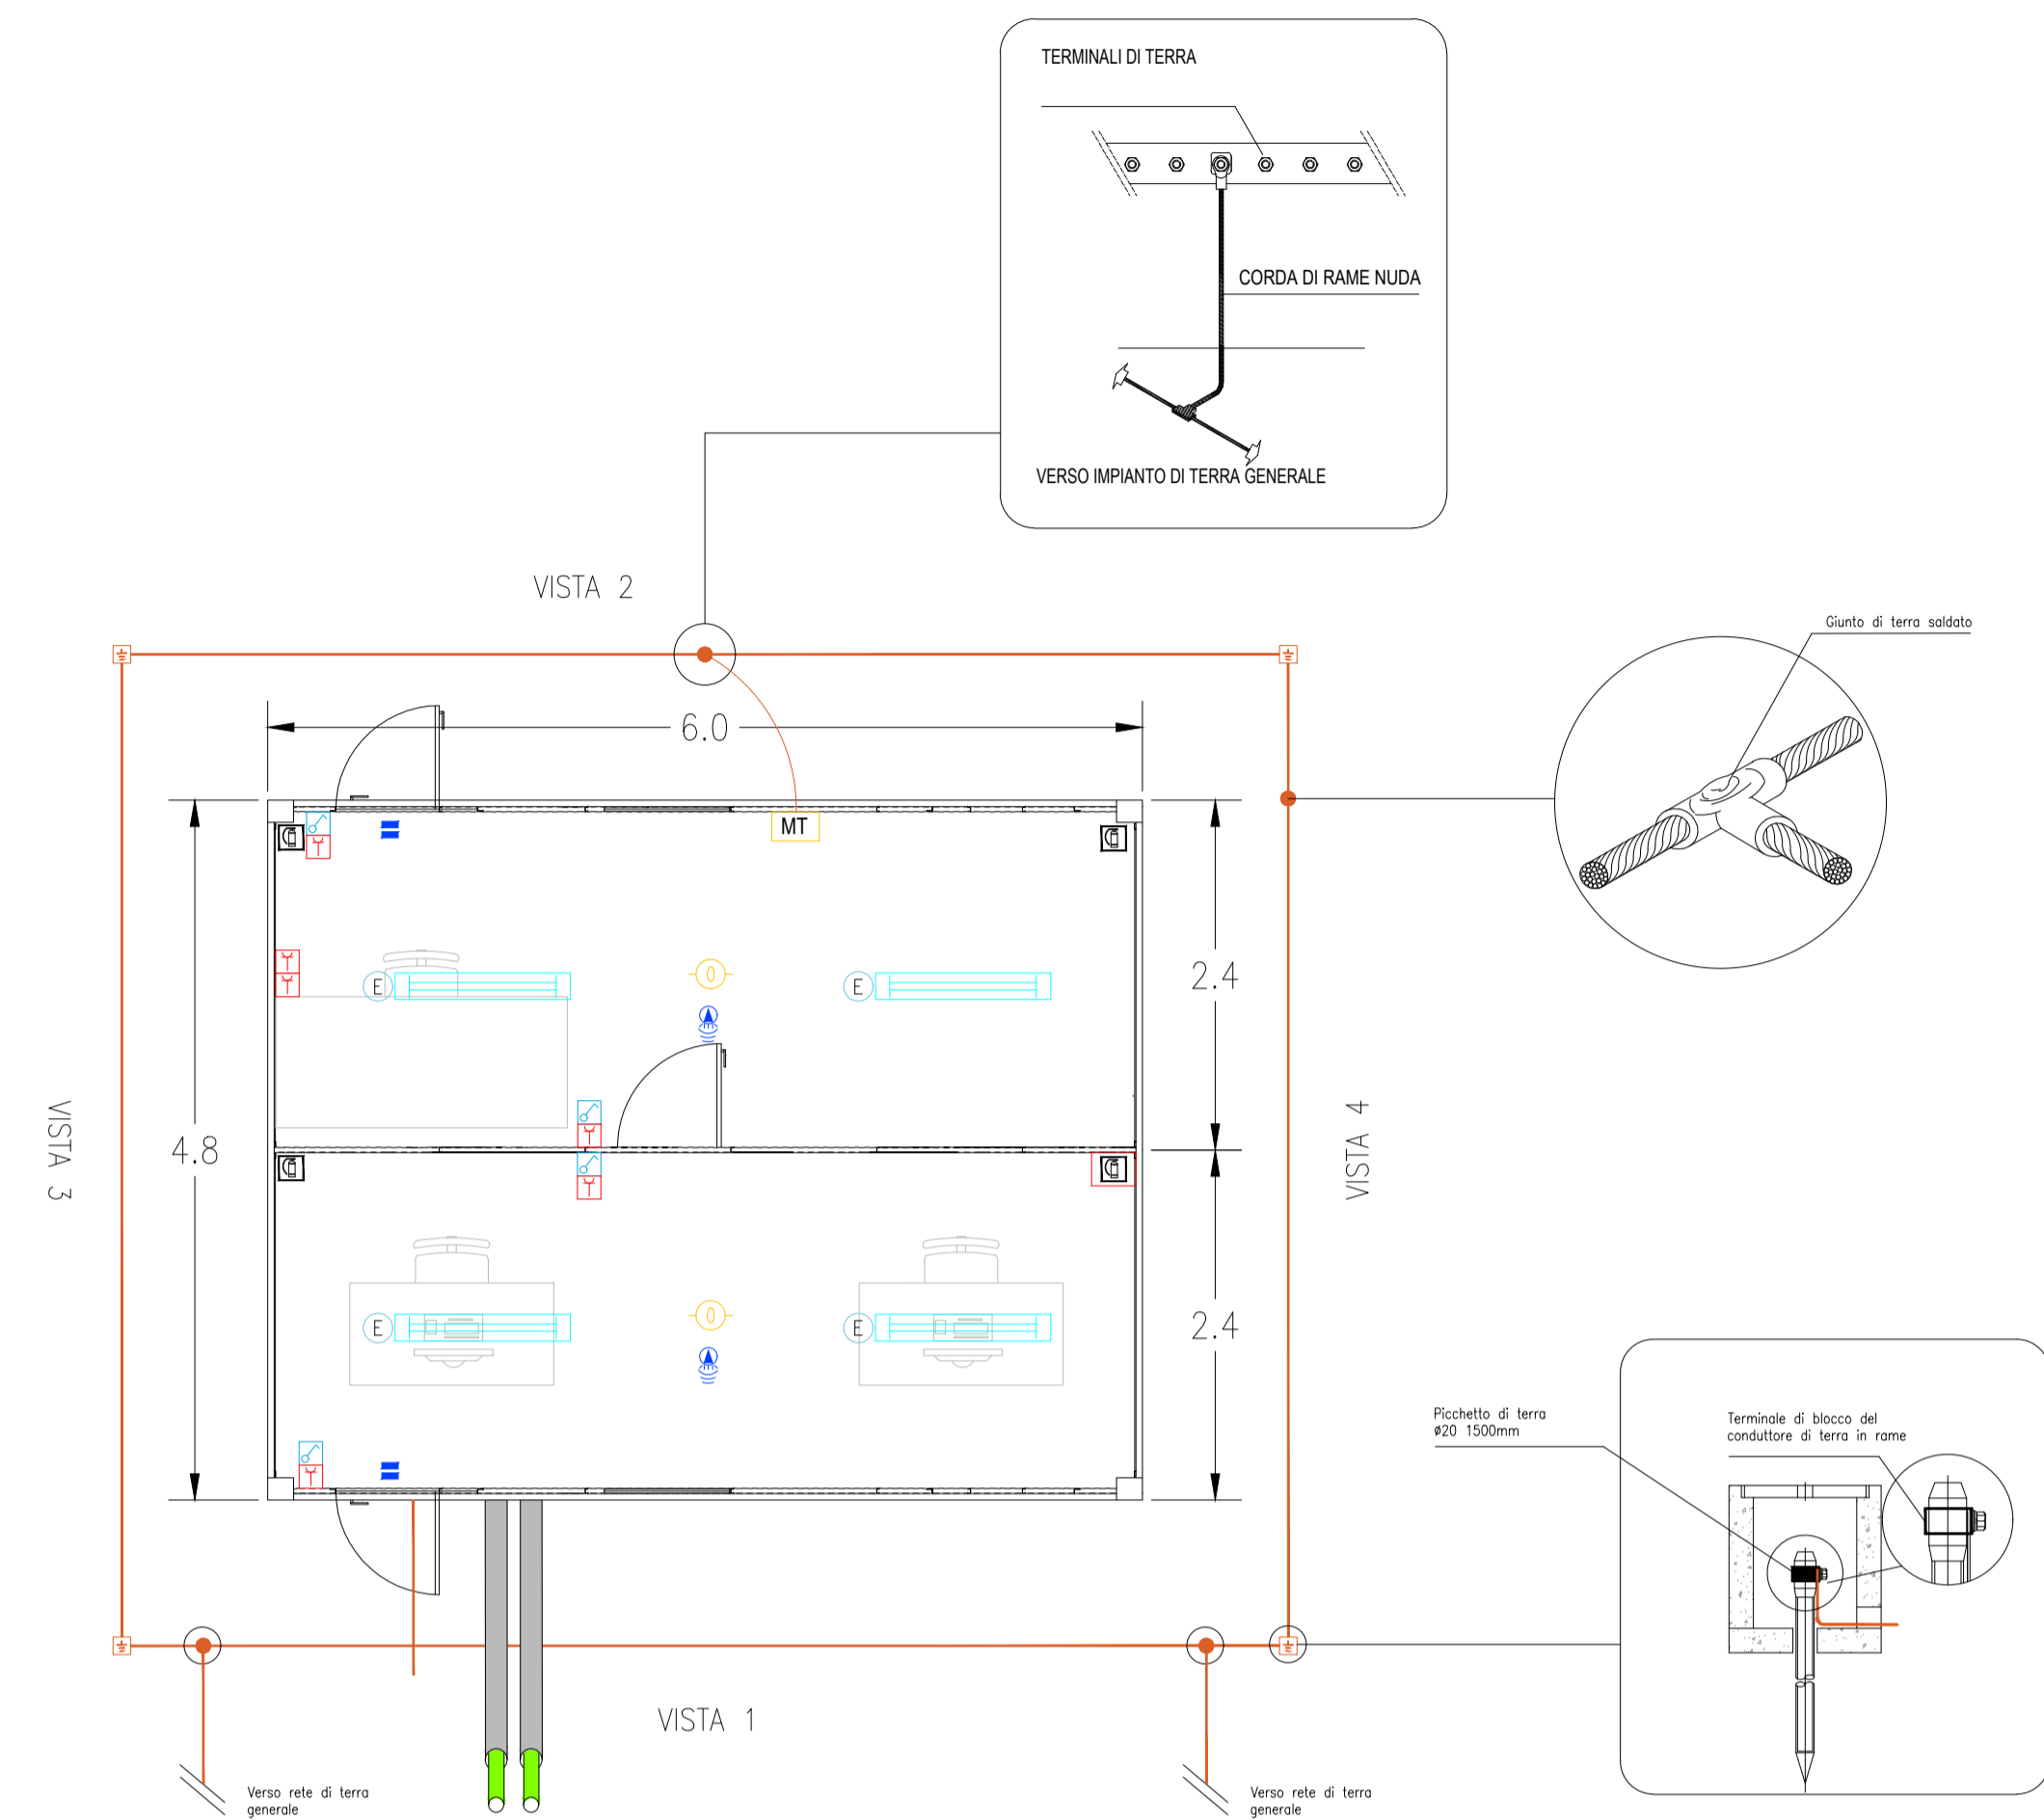 TERMINALI DI TERRA
CORDA DI RAME NUDA
VERSO IMPIANTO DI TERRA GENERALE
VISTA 2
Giunto di terra saldato
6.0
MT
E
E
2.4
VISTA 3
4.8
VISTA 4
2.4
E
E
Picchetto di terra
ø20 1500mm
Terminale di blocco del
conduttore di terra in rame
VISTA 1
Verso rete di terra
generale
Verso rete di terra
generale